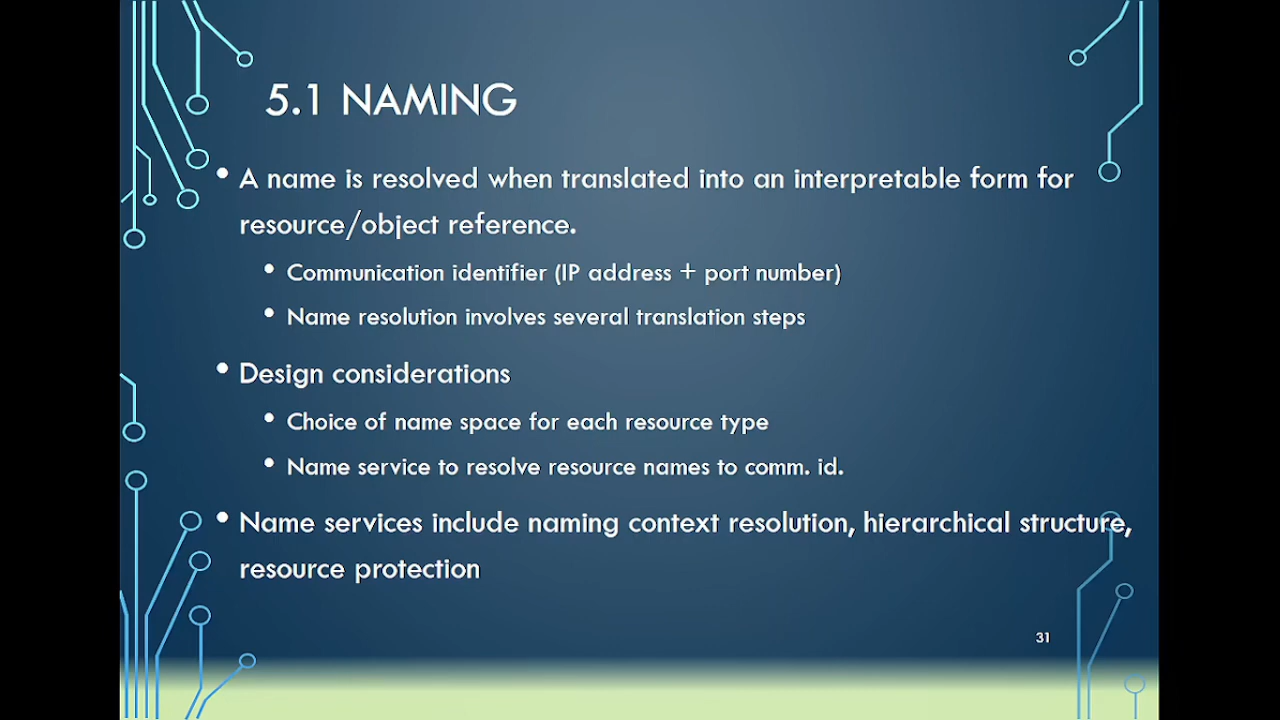 5.1 NAMING
• A name is resolved when translated into an interpretable form for
resource/object reference.
• Communication identifier (IP address + port number)
• Name resolution involves several translation steps
• Design considerations
• Choice of name space for each resource type
• Name service to resolve resource names to comm. id.
• Name services include naming context resolution, hierarchical structure,
resource protection
31